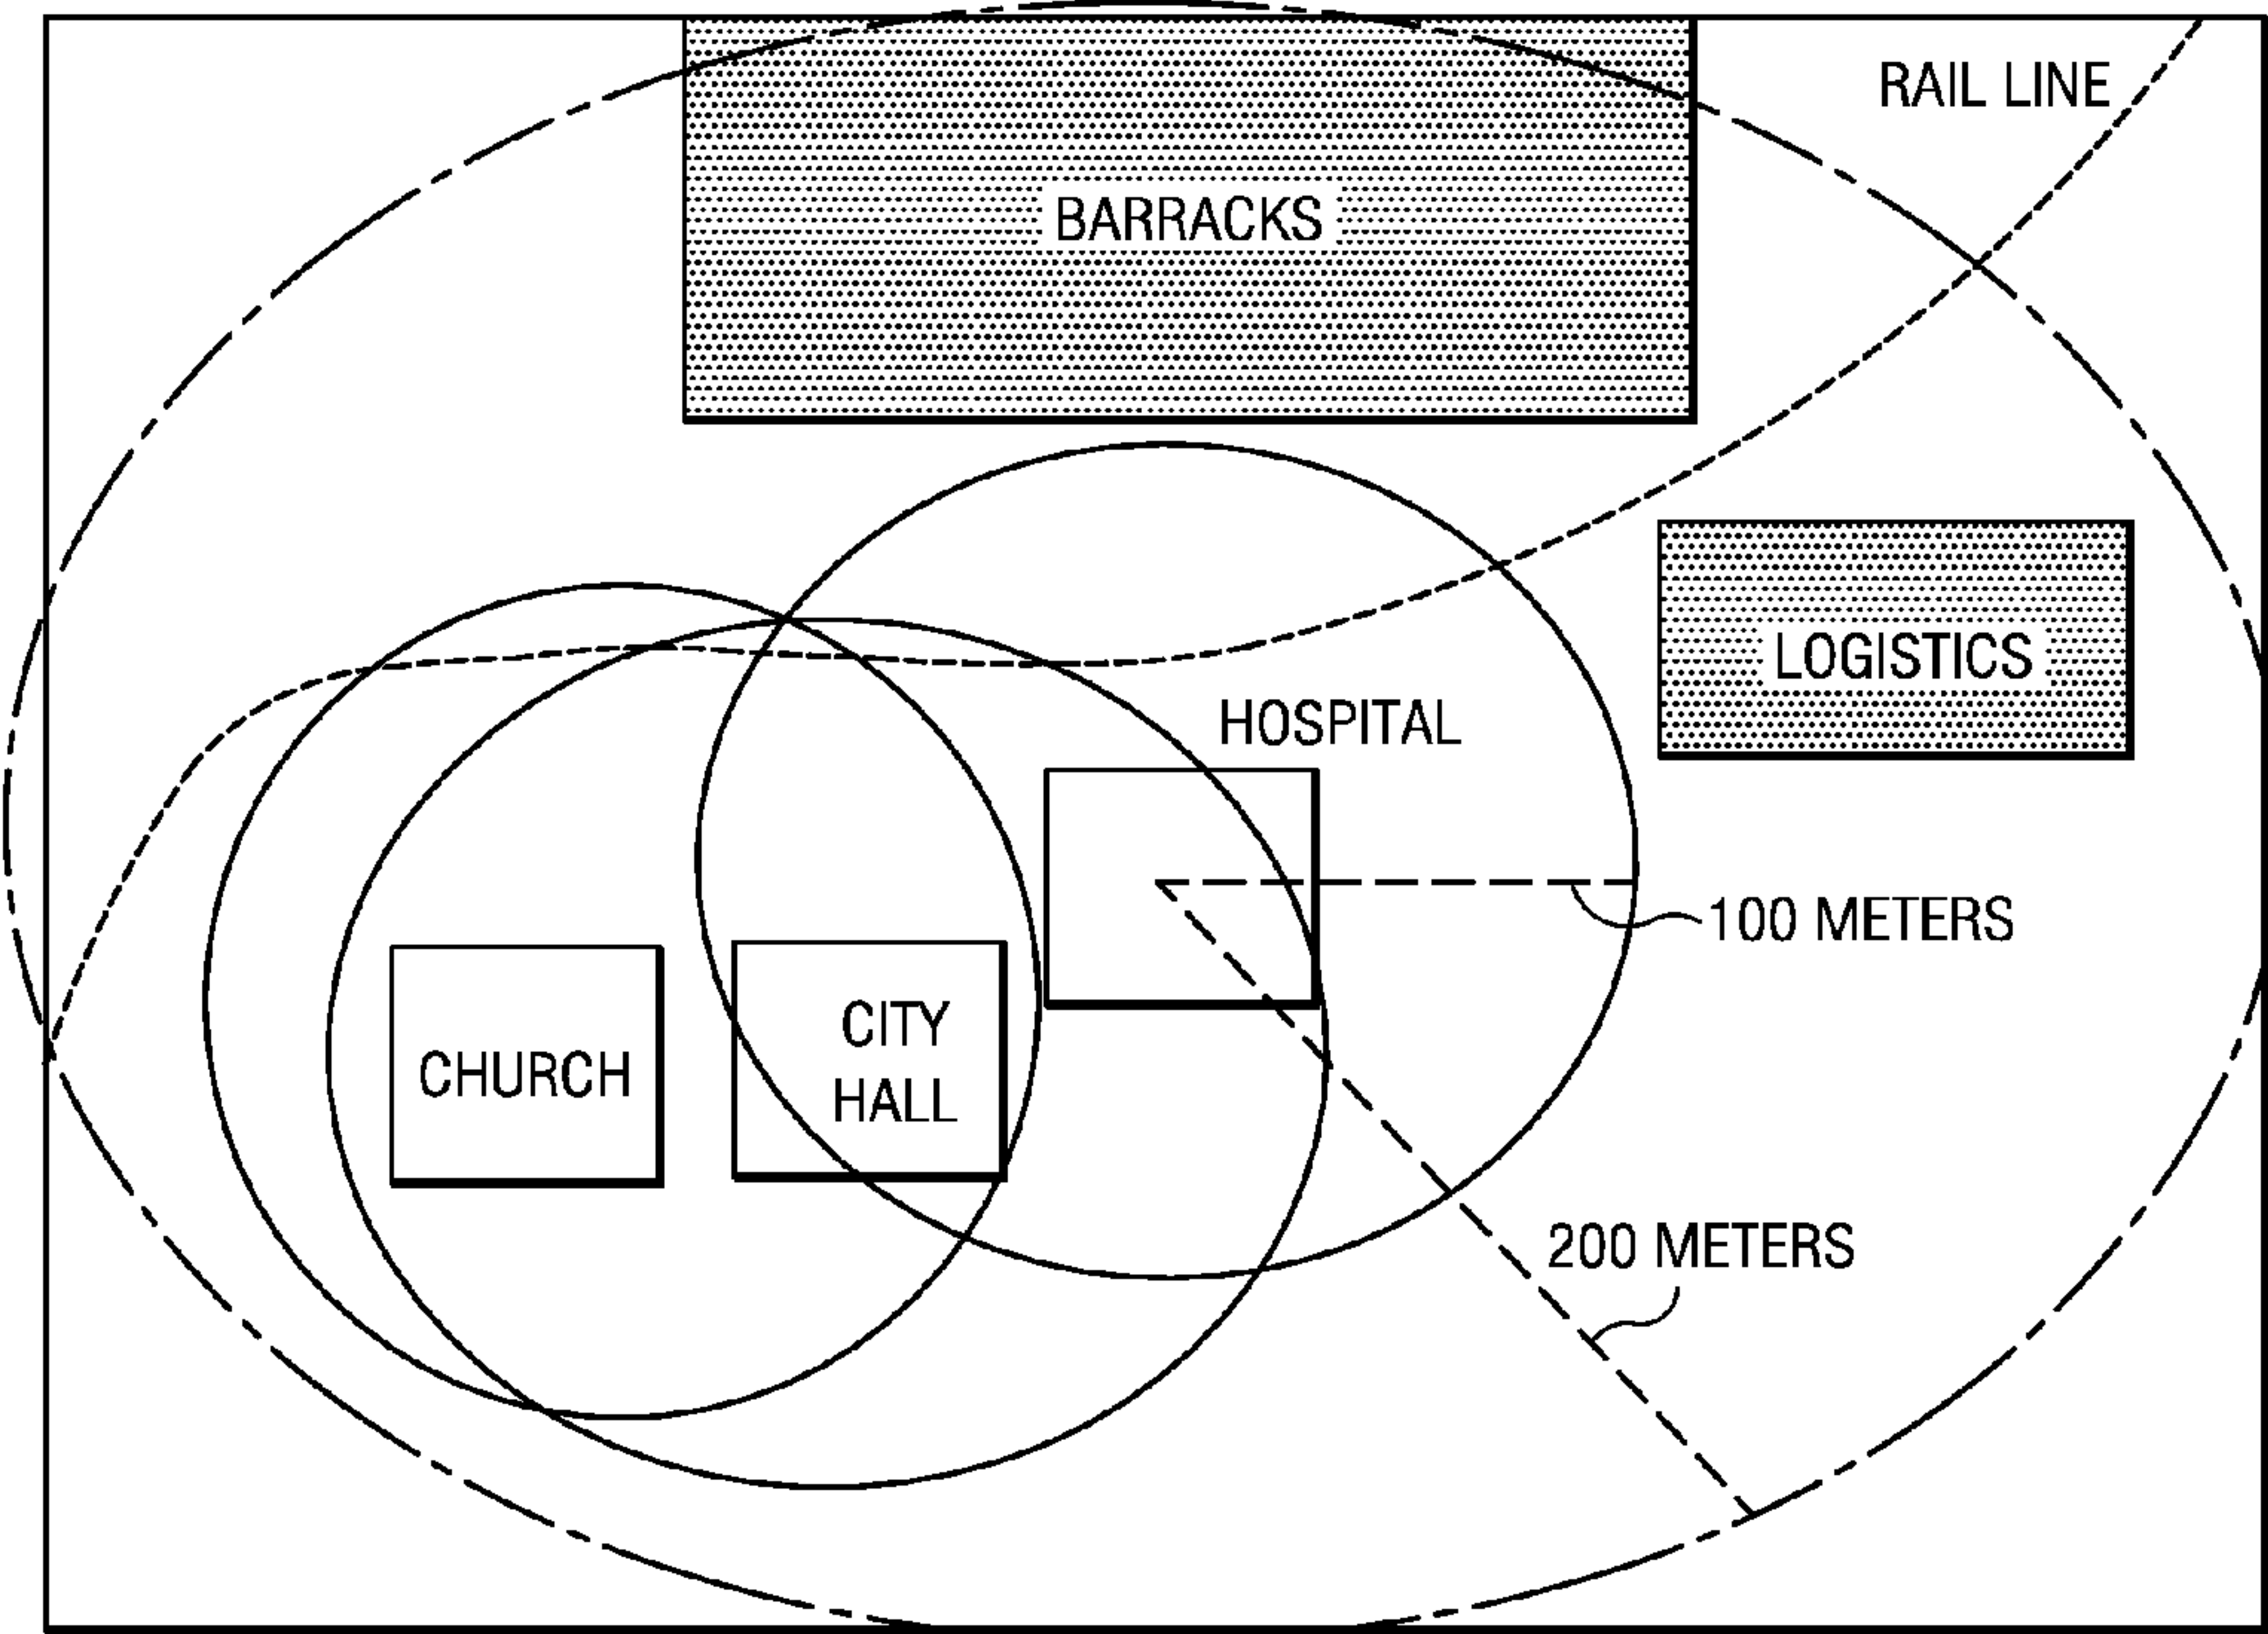 RAIL LINE
BARRACKS
LOGISTICS
HOSPITAL
100 METERS
CITY
HALL
CHURCH
200 METERS